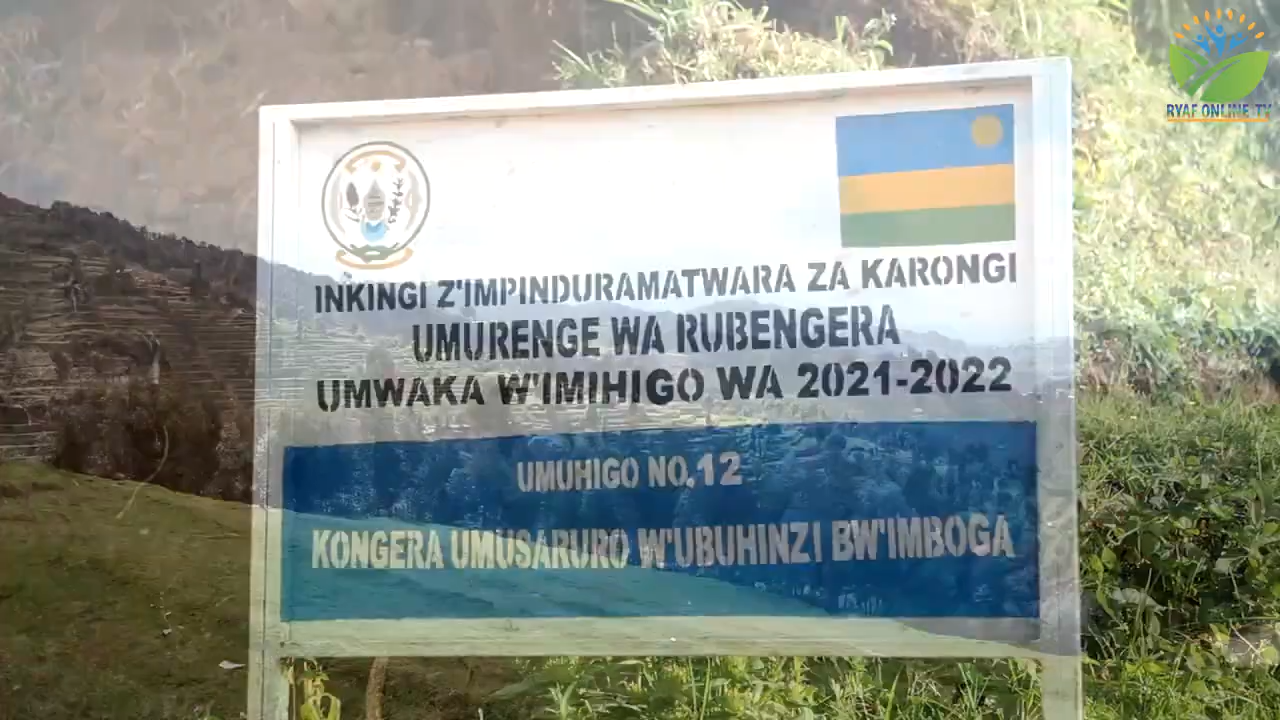 RYAF ONLINE TV
INKINGI Z'IMPINDURAMATWARA ZA KARONGI
UMURENGE WA RUBENGERA
UMWAKA W'IMIHIGO WA 2021-2022
UMUHIGO NO.12
KONGERA UMUSARURO W'UBUHINZI BW'IMBOGA